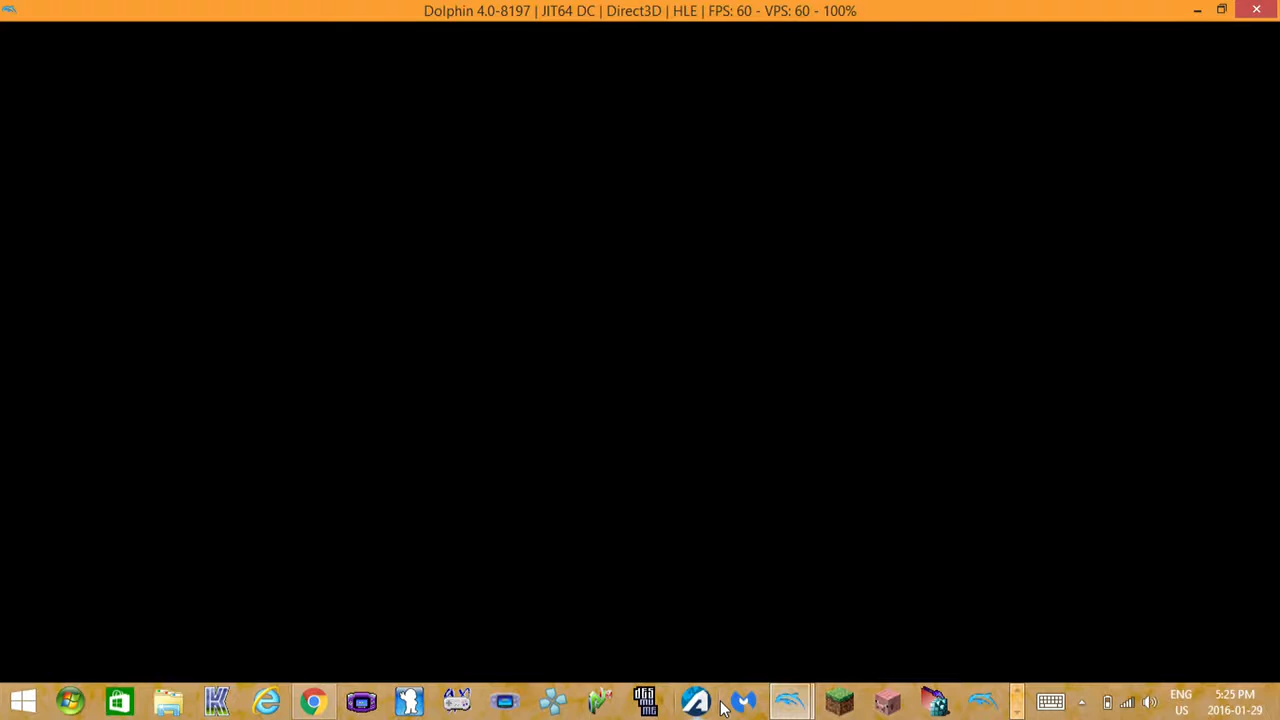 Dolphin 4.0-8197 | JIT64 DC | Direct3D | HLE | FPS: 60 - VPS: 60 - 100%
ENG
US
5:25 PM
2016-01-29